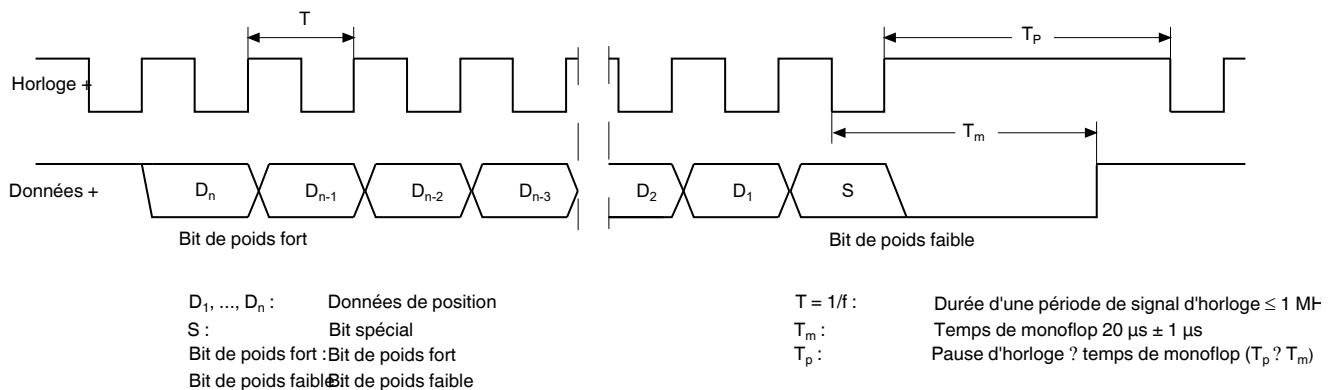 T
T_P
Horloge +
T_m
Données +
D_n D_n-1 D_n-2 D_n-3 D_2 D_1 S
Bit de poids fort Bit de poids faible
D_1, ..., D_n : Données de position
S : Bit spécial
Bit de poids fort : Bit de poids fort
Bit de poids faible Bit de poids faible
T = 1/f : Durée d'une période de signal d'horloge ≤ 1 MH
T_m : Temps de monoflop 20 µs ± 1 µs
T_p : Pause d'horloge ? temps de monoflop (T_p ? T_m)